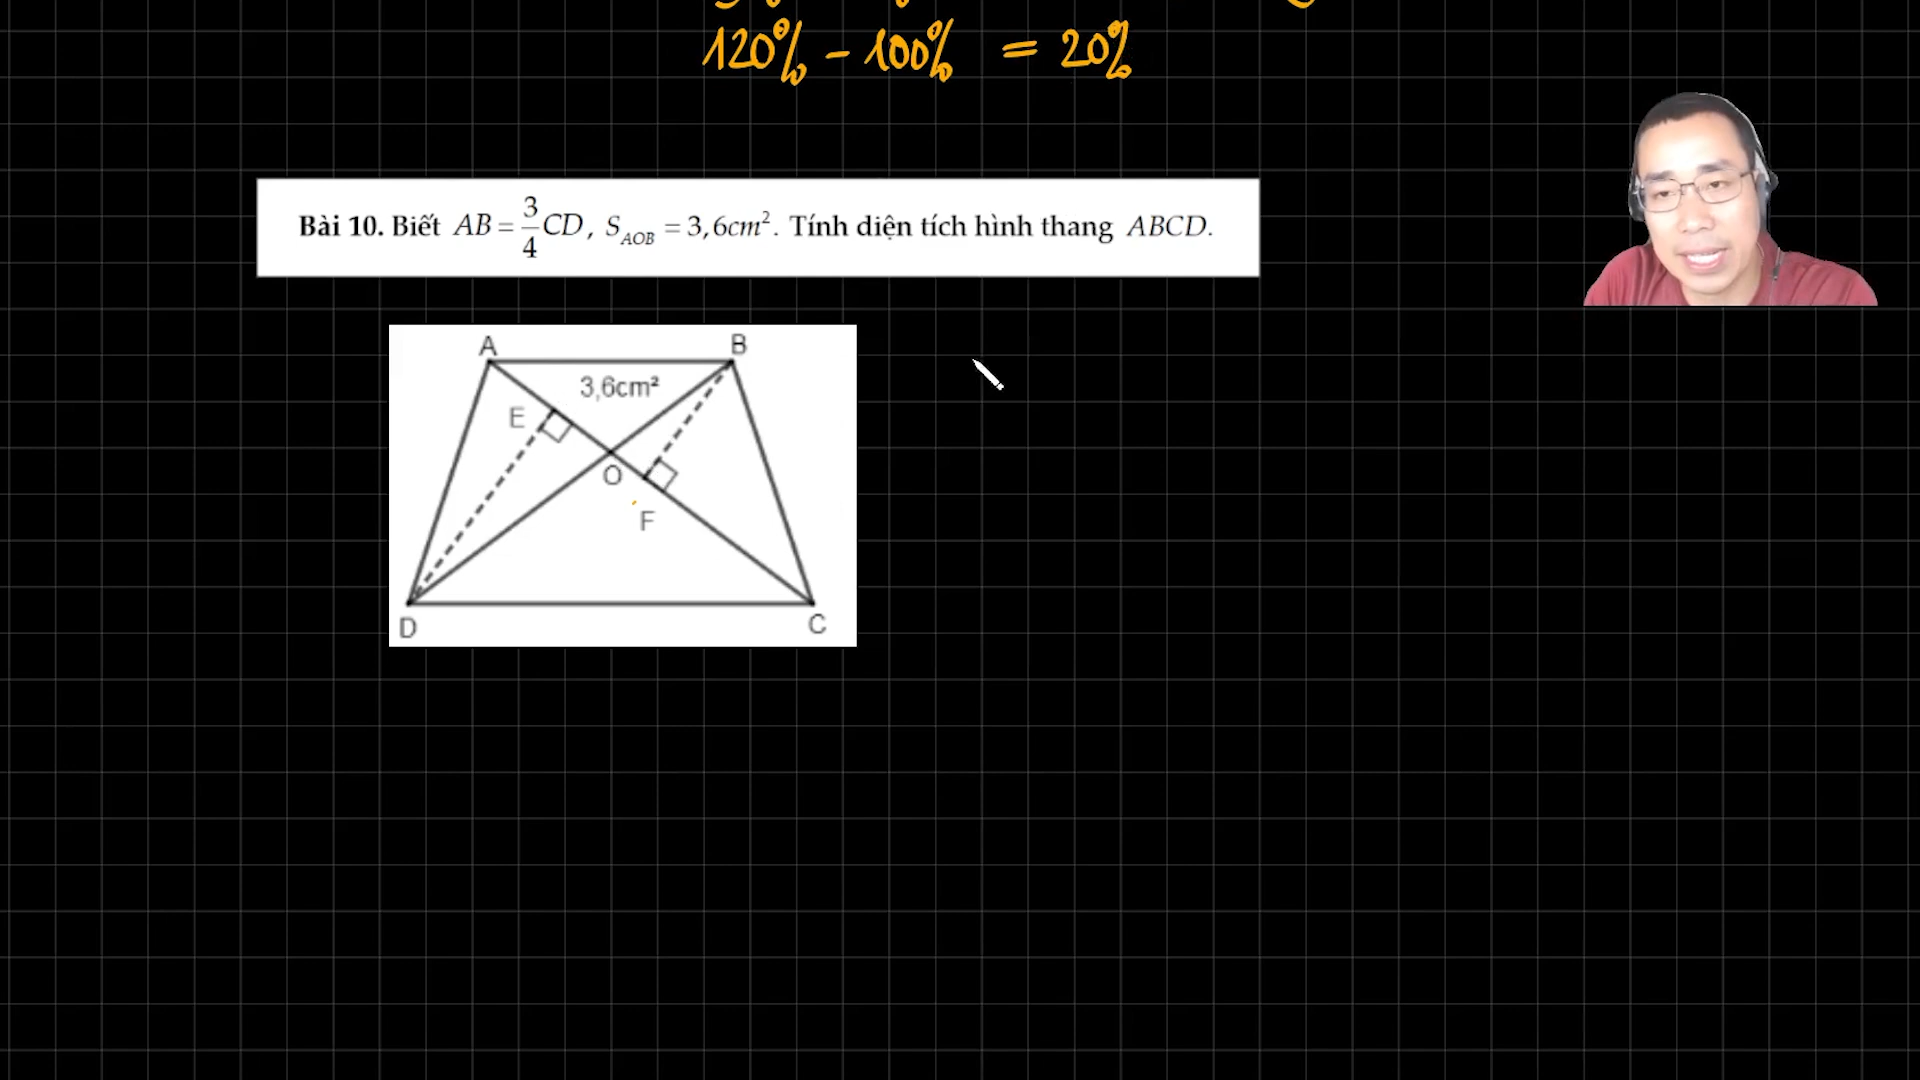 120% - 100% = 20%
Bài 10. Biết AB = 3/4 CD, S_AOB = 3,6cm². Tính diện tích hình thang ABCD.
A B
3,6cm²
E
O
F
D C